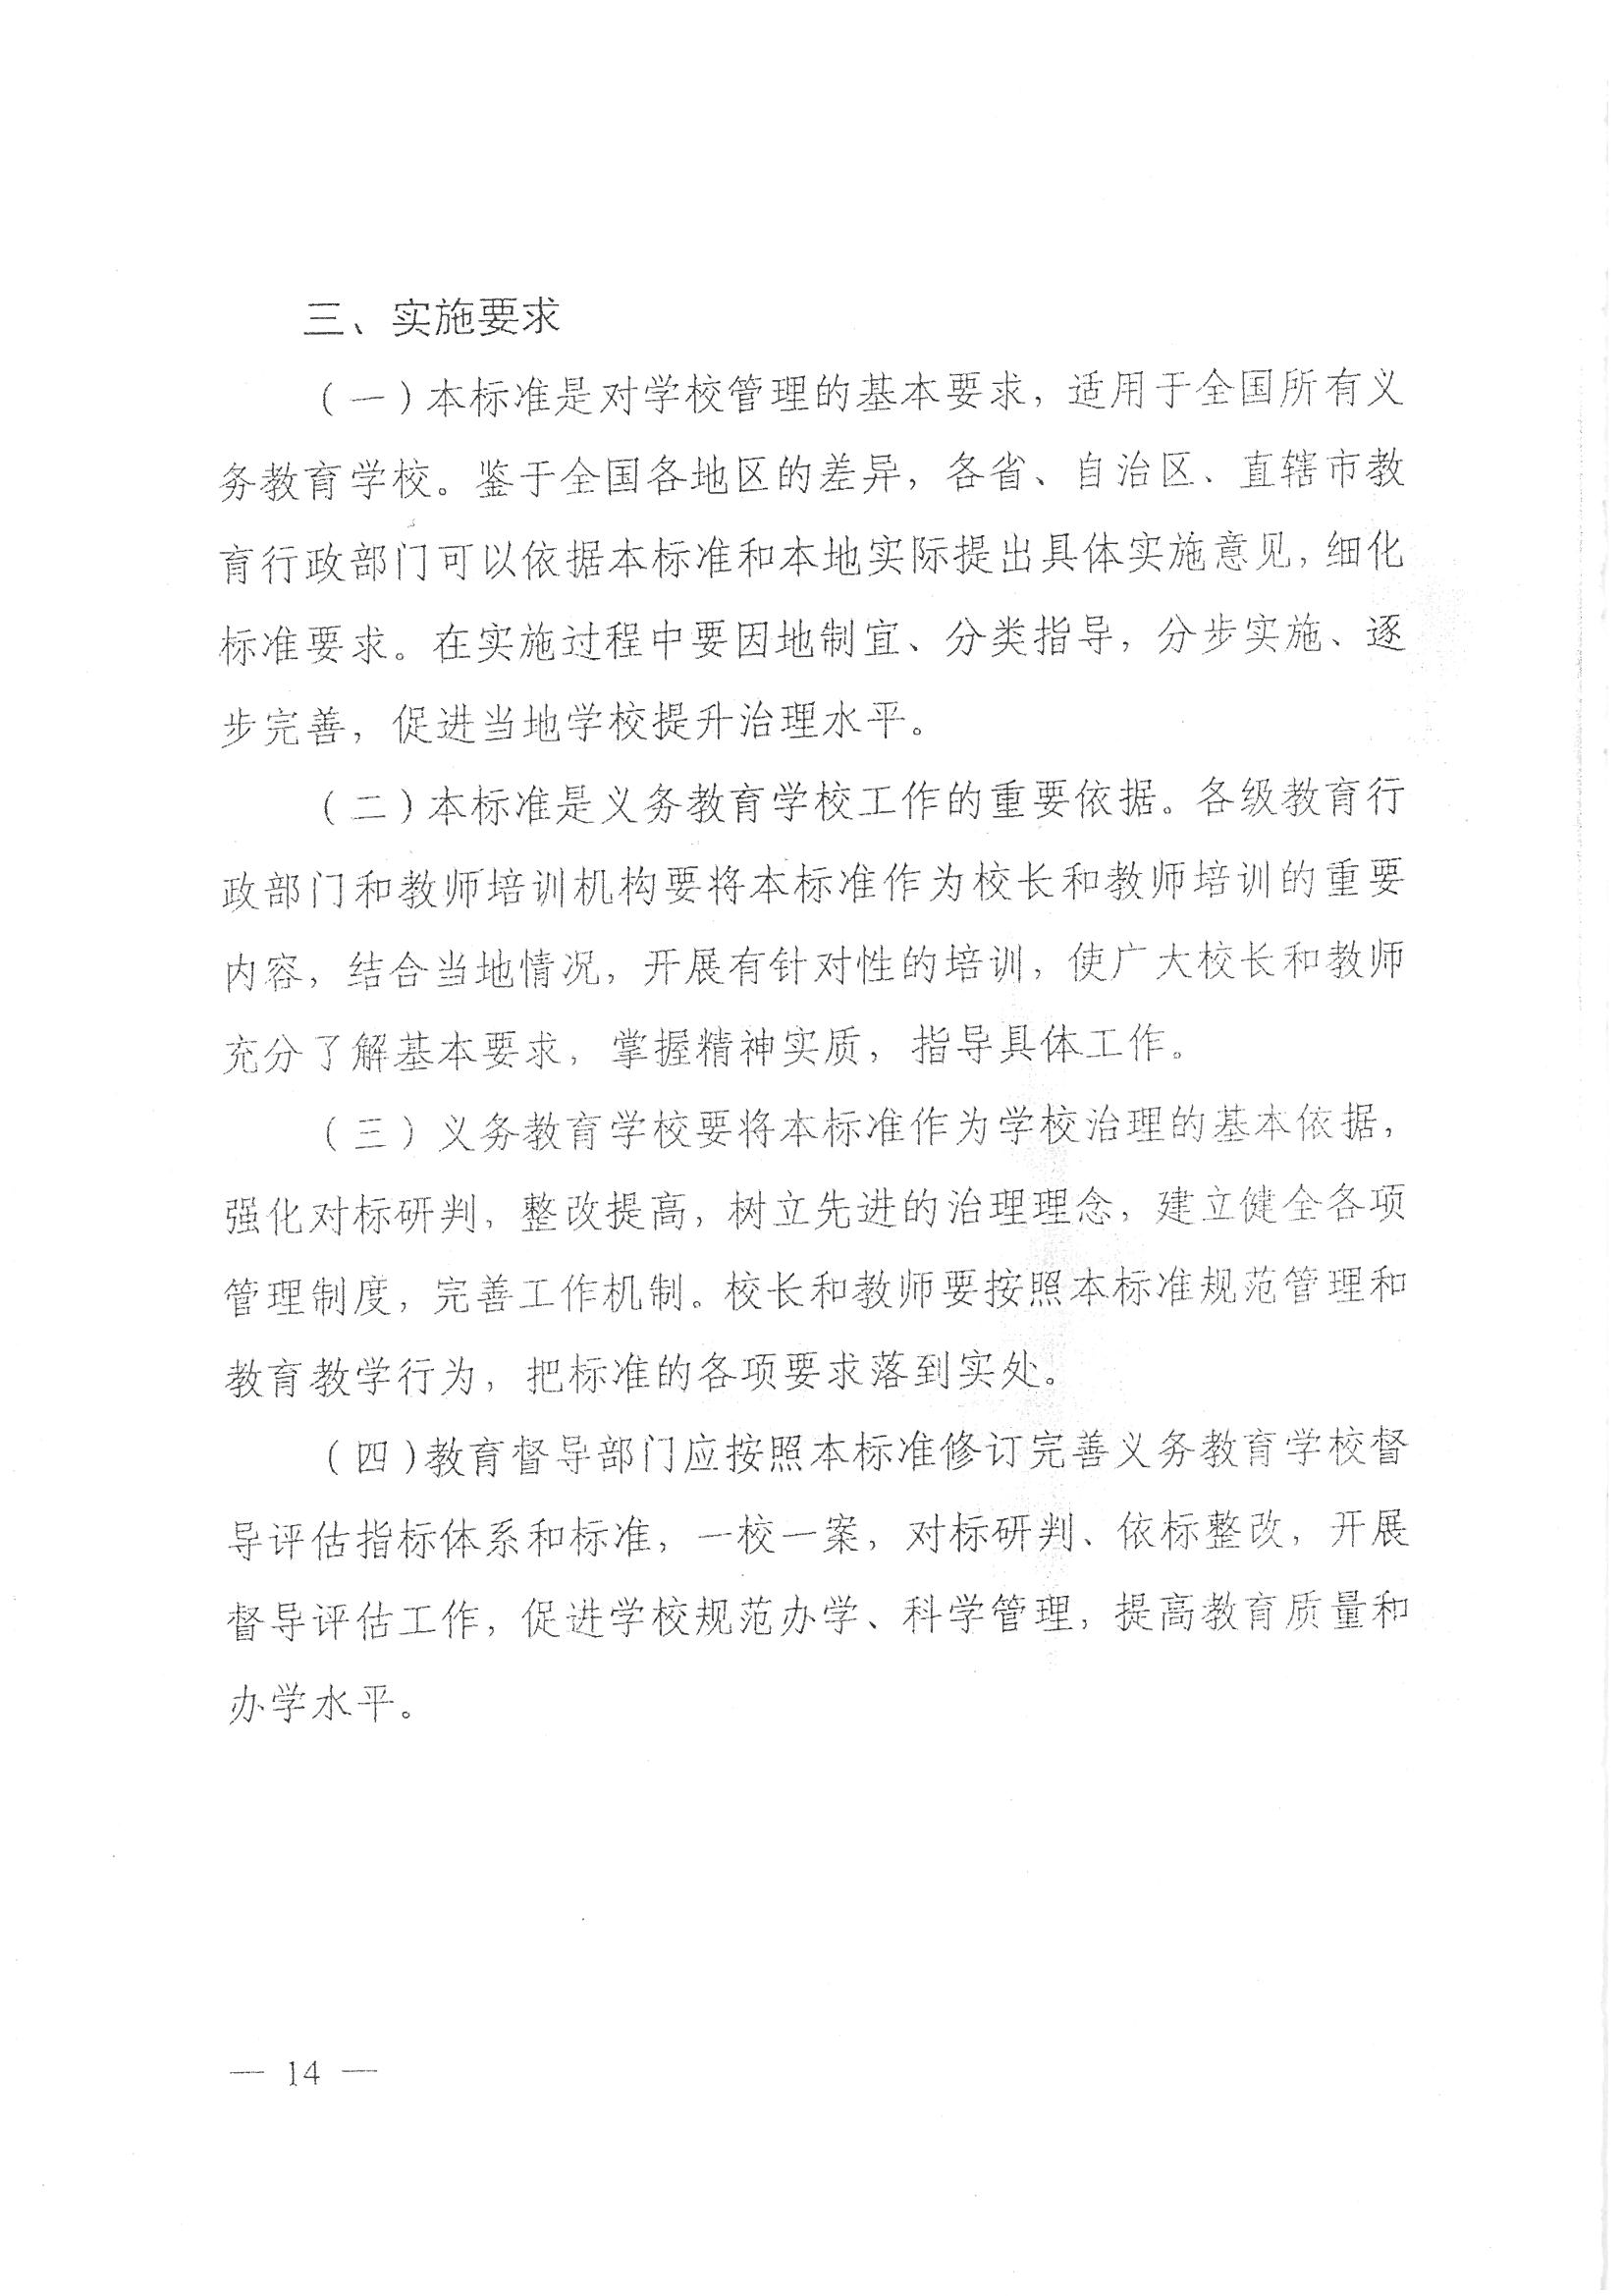 三、实施要求
（一）本标准是对学校管理的基本要求，适用于全国所有义
务教育学校。鉴于全国各地区的差异，各省、自治区、直辖市教
育行政部门可以依据本标准和本地实际提出具体实施意见，细化
标准要求。在实施过程中要因地制宜、分类指导，分步实施、逐
步完善，促进当地学校提升治理水平。
（二）本标准是义务教育学校工作的重要依据。各级教育行
政部门和教师培训机构要将本标准作为校长和教师培训的重要
内容，结合当地情况，开展有针对性的培训，使广大校长和教师
充分了解基本要求，掌握精神实质，指导具体工作。
（三）义务教育学校要将本标准作为学校治理的基本依据，
强化对标研判，整改提高，树立先进的治理理念，建立健全各项
管理制度，完善工作机制。校长和教师要按照本标准规范管理和
教育教学行为，把标准的各项要求落到实处。
（四）教育督导部门应按照本标准修订完善义务教育学校督
导评估指标体系和标准，一校一案，对标研判、依标整改，开展
督导评估工作，促进学校规范办学、科学管理，提高教育质量和
办学水平。
— 14 —